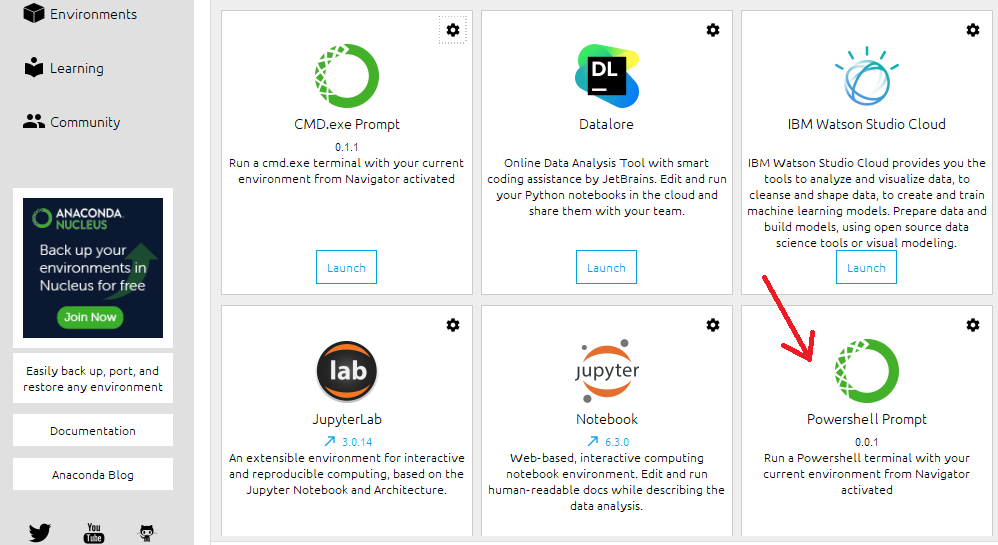 Environments
Learning
Community
ANACONDA.
NUCLEUS
Back up your
environments in
Nucleus for free
Join Now
Easily back up, port, and
restore any environment
Documentation
Anaconda Blog
You
Tube
CMD.exe Prompt
0.1.1
Run a cmd.exe terminal with your current
environment from Navigator activated
Launch
DL
Datalore
Online Data Analysis Tool with smart
coding assistance by JetBrains. Edit and run
your Python notebooks in the cloud and
share them with your team.
Launch
IBM Watson Studio Cloud
IBM Watson Studio Cloud provides you the
tools to analyze and visualize data, to
cleanse and shape data, to create and train
machine learning models. Prepare data and
build models, using open source data
science tools or visual modeling.
Launch
lab
JupyterLab
3.0.14
An extensible environment for interactive
and reproducible computing, based on the
Jupyter Notebook and Architecture.
jupyter
Notebook
6.3.0
Web-based, interactive computing
notebook environment. Edit and run
human-readable docs while describing the
data analysis.
Powershell Prompt
0.0.1
Run a Powershell terminal with your
current environment from Navigator
activated